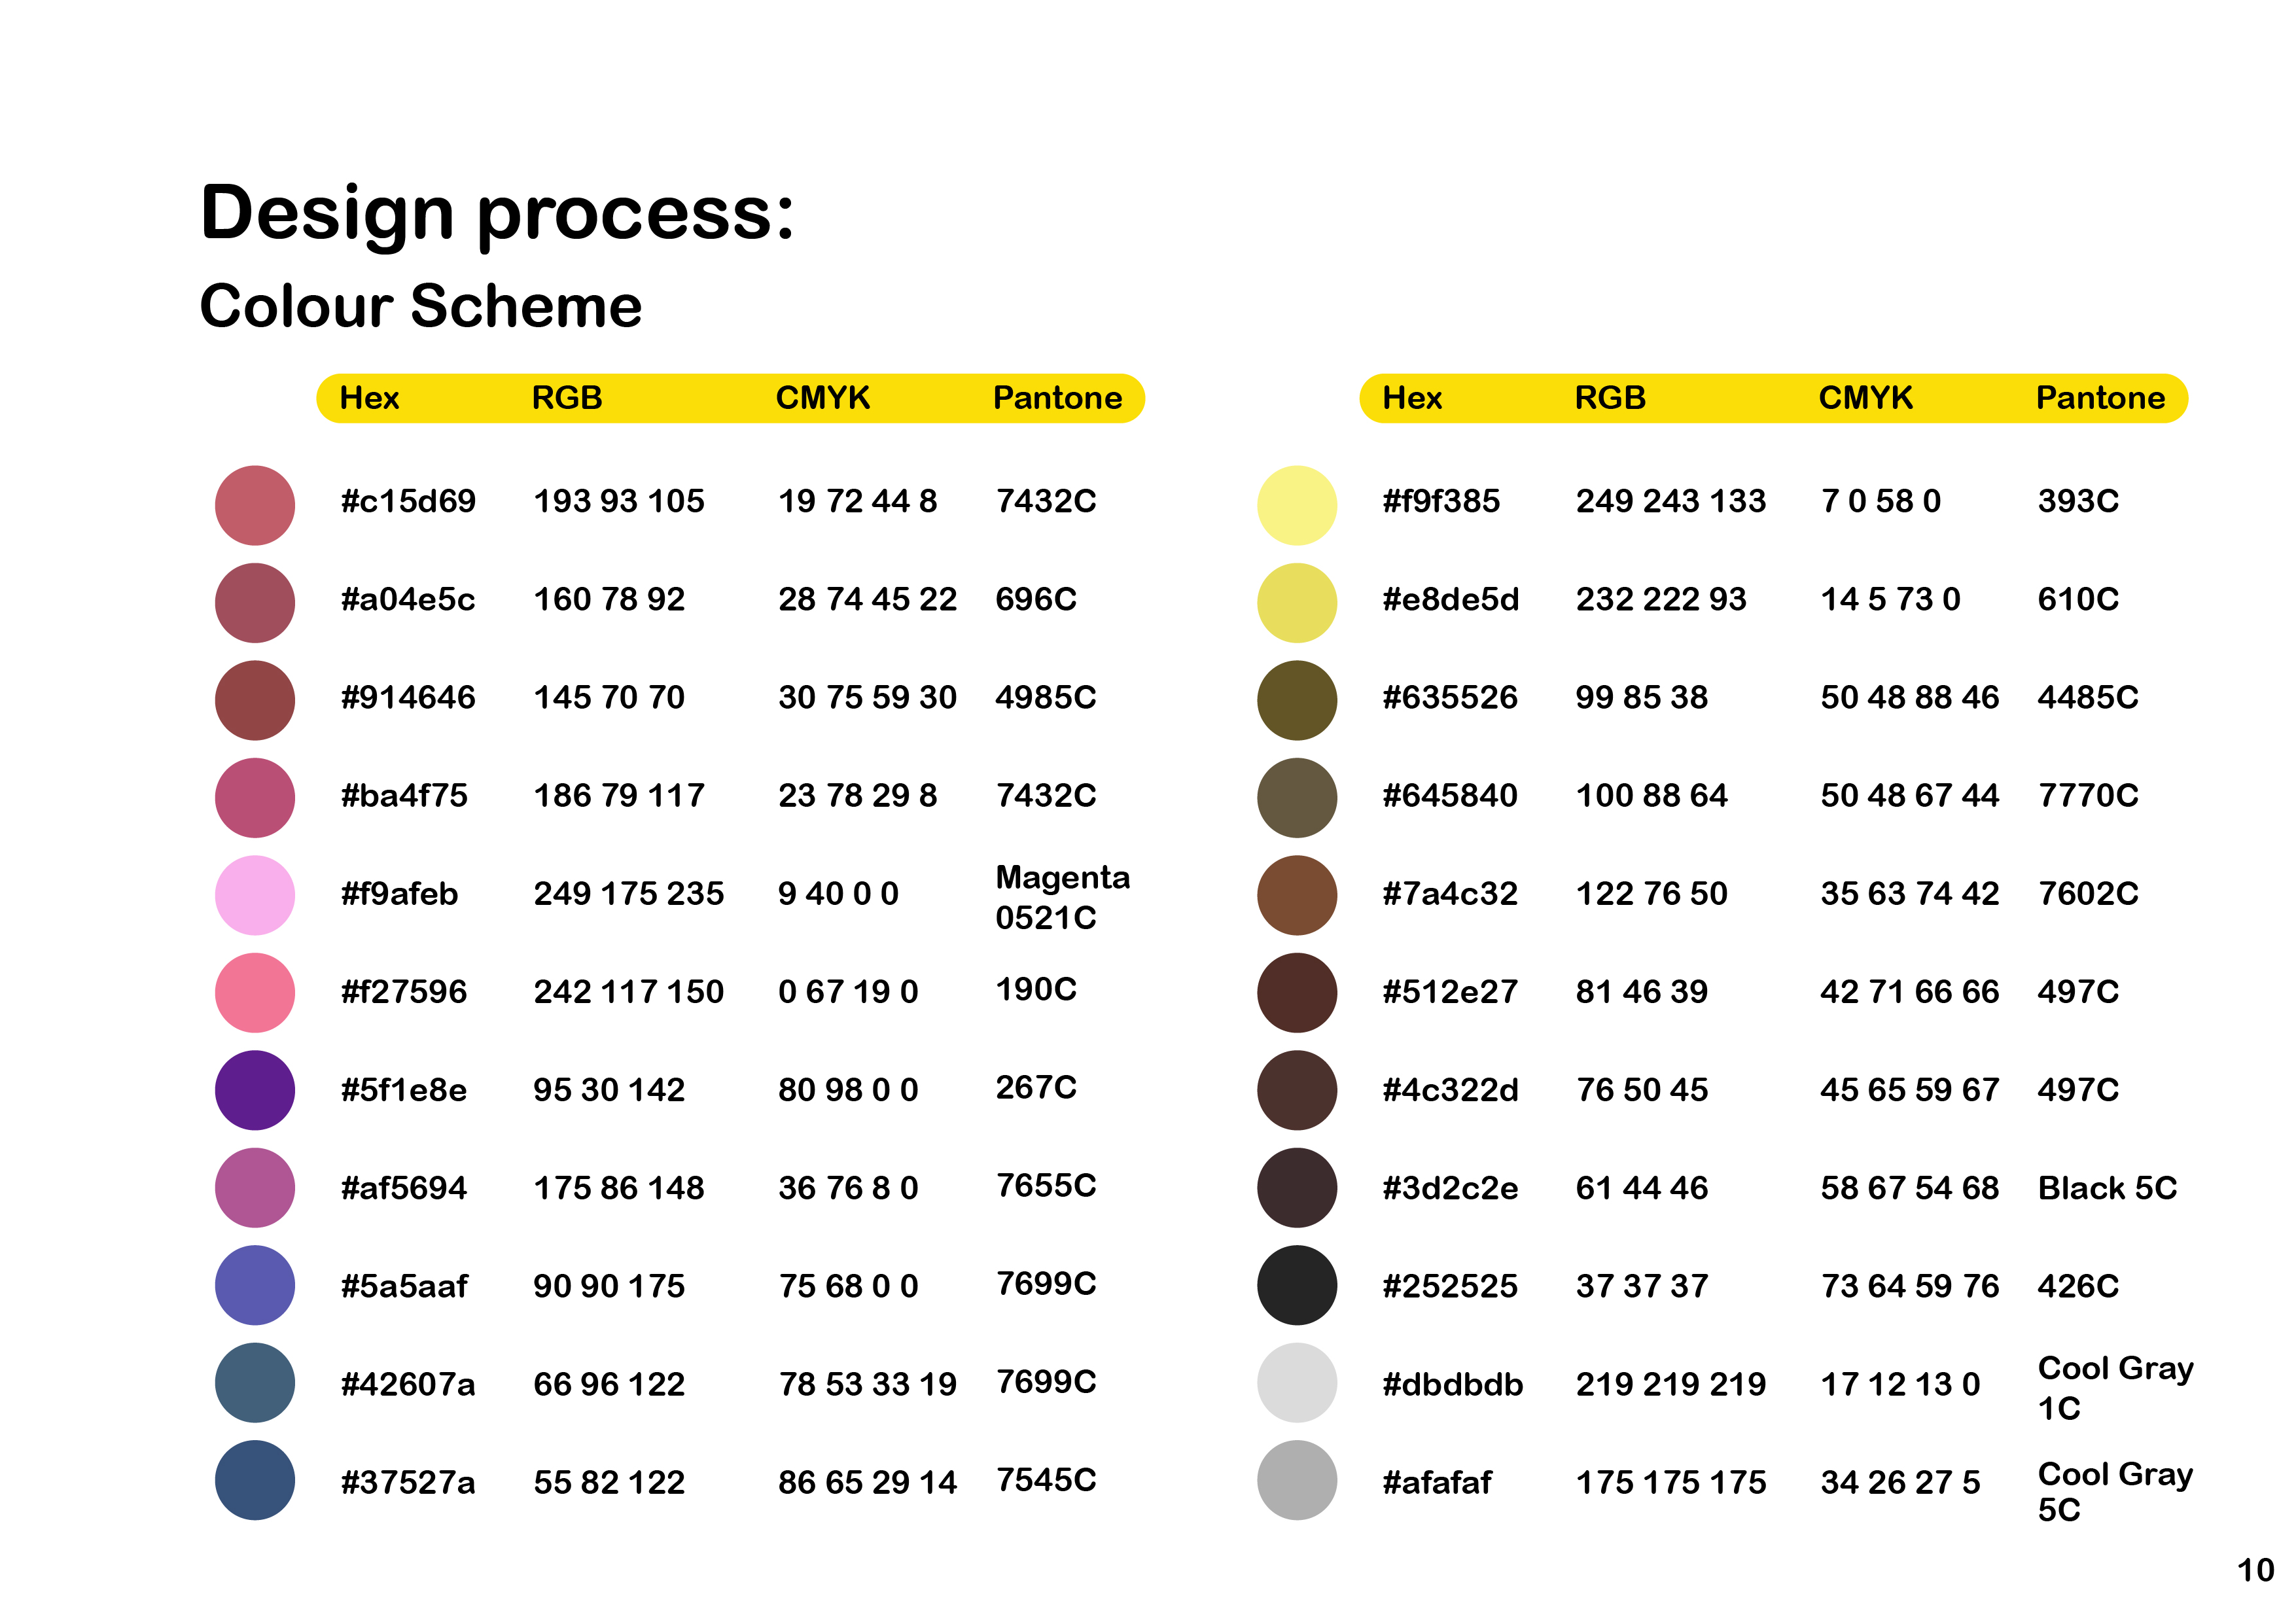 Design process:
Colour Scheme
Hex RGB CMYK Pantone
#c15d69 193 93 105 19 72 44 8 7432C
#a04e5c 160 78 92 28 74 45 22 696C
#914646 145 70 70 30 75 59 30 4985C
#ba4f75 186 79 117 23 78 29 8 7432C
#f9afeb 249 175 235 9 40 0 0 Magenta
0521C
#f27596 242 117 150 0 67 19 0 190C
#5f1e8e 95 30 142 80 98 0 0 267C
#af5694 175 86 148 36 76 8 0 7655C
#5a5aaf 90 90 175 75 68 0 0 7699C
#42607a 66 96 122 78 53 33 19 7699C
#37527a 55 82 122 86 65 29 14 7545C
Hex RGB CMYK Pantone
#f9f385 249 243 133 7 0 58 0 393C
#e8de5d 232 222 93 14 5 73 0 610C
#635526 99 85 38 50 48 88 46 4485C
#645840 100 88 64 50 48 67 44 7770C
#7a4c32 122 76 50 35 63 74 42 7602C
#512e27 81 46 39 42 71 66 66 497C
#4c322d 76 50 45 45 65 59 67 497C
#3d2c2e 61 44 46 58 67 54 68 Black 5C
#252525 37 37 37 73 64 59 76 426C
#dbdbdb 219 219 219 17 12 13 0 Cool Gray
1C
#afafaf 175 175 175 34 26 27 5 Cool Gray
5C
10